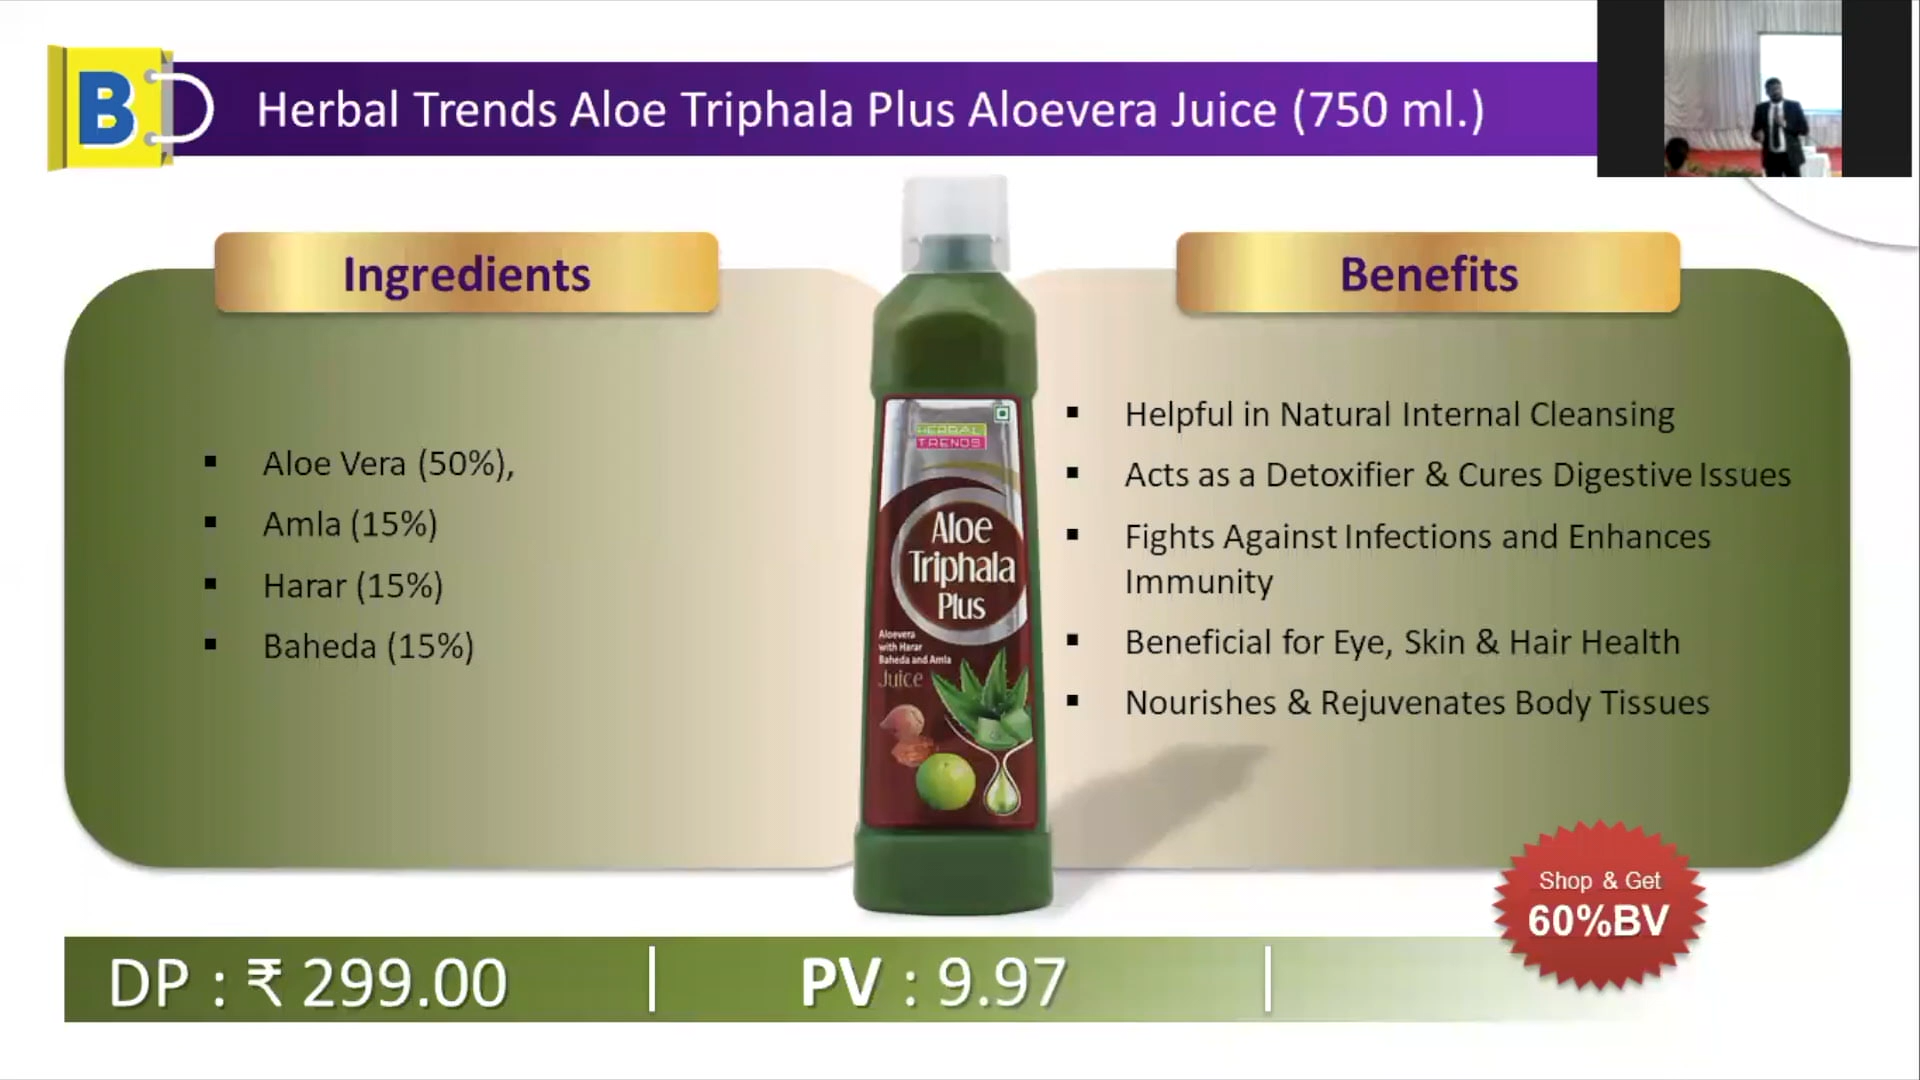 B
Herbal Trends Aloe Triphala Plus Aloevera Juice (750 ml.)
Ingredients
▪ Aloe Vera (50%),
▪ Amla (15%)
▪ Harar (15%)
▪ Baheda (15%)
HERBAL
TRENDS
Aloe
Triphala
Plus
Aloevera
with Harar
Baheda and Amla
Juice
Benefits
▪ Helpful in Natural Internal Cleansing
▪ Acts as a Detoxifier & Cures Digestive Issues
▪ Fights Against Infections and Enhances
Immunity
▪ Beneficial for Eye, Skin & Hair Health
▪ Nourishes & Rejuvenates Body Tissues
Shop & Get
60%BV
DP : ₹ 299.00 | PV : 9.97 |